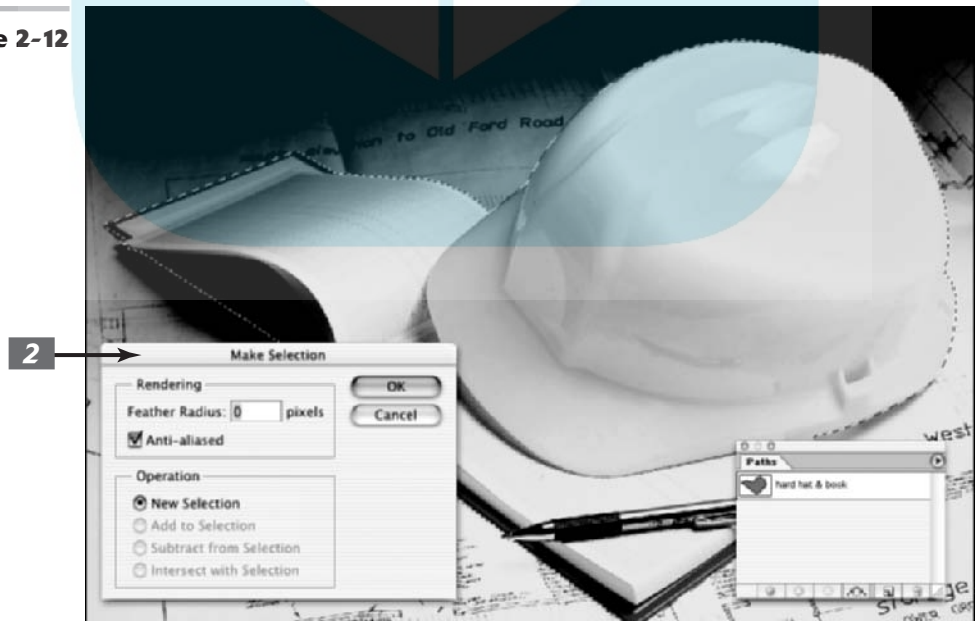 e 2-12
to Old Ford Road
2
Make Selection
Rendering
Feather Radius: 0 pixels
Anti-aliased
OK
Cancel
Operation
New Selection
Add to Selection
Subtract from Selection
Intersect with Selection
west
Paths
hard hat & book